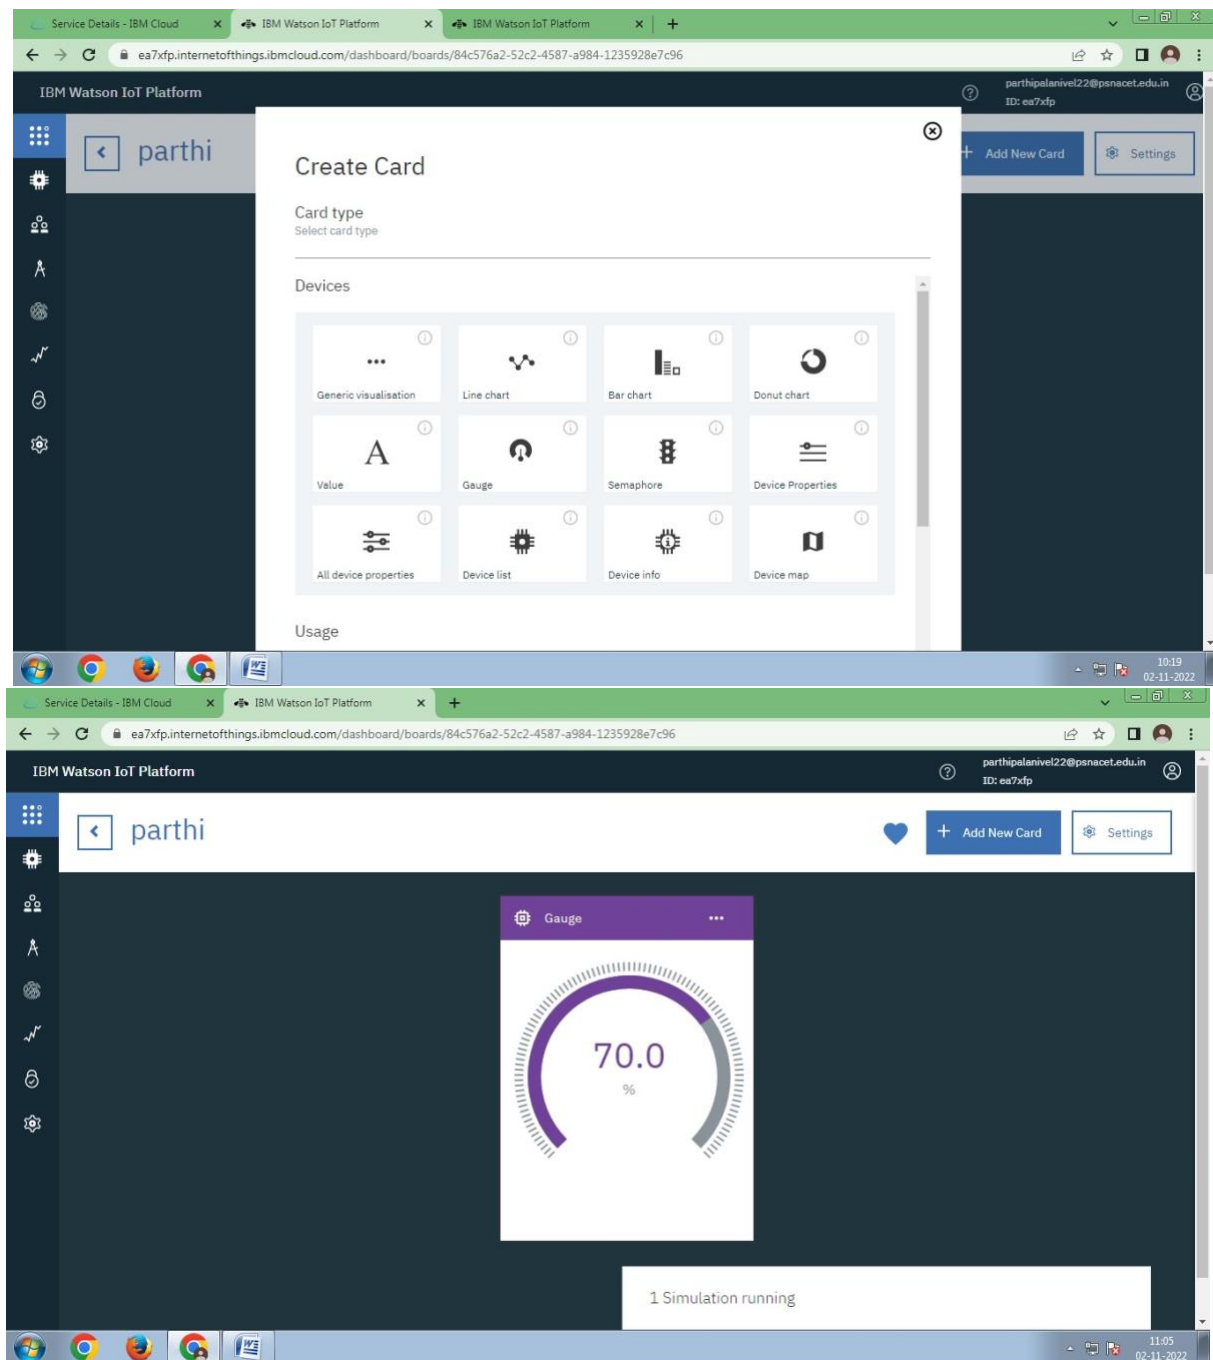 Service Details - IBM Cloud
IBM Watson IoT Platform
IBM Watson IoT Platform
ea7xfp.internetofthings.ibmcloud.com/dashboard/boards/84c576a2-52c2-4587-a984-1235928e7c96
IBM Watson IoT Platform
parthipalanivel22@psnacet.edu.in
ID: ea7xfp
parthi
Add New Card
Settings
Create Card
Card type
Select card type
Devices
Generic visualisation
Line chart
Bar chart
Donut chart
A
Value
Gauge
Semaphore
Device Properties
All device properties
Device list
Device info
Device map
Usage
10:19
02-11-2022
Service Details - IBM Cloud
IBM Watson IoT Platform
ea7xfp.internetofthings.ibmcloud.com/dashboard/boards/84c576a2-52c2-4587-a984-1235928e7c96
IBM Watson IoT Platform
parthipalanivel22@psnacet.edu.in
ID: ea7xfp
parthi
Add New Card
Settings
Gauge
70.0
%
1 Simulation running
11:05
02-11-2022